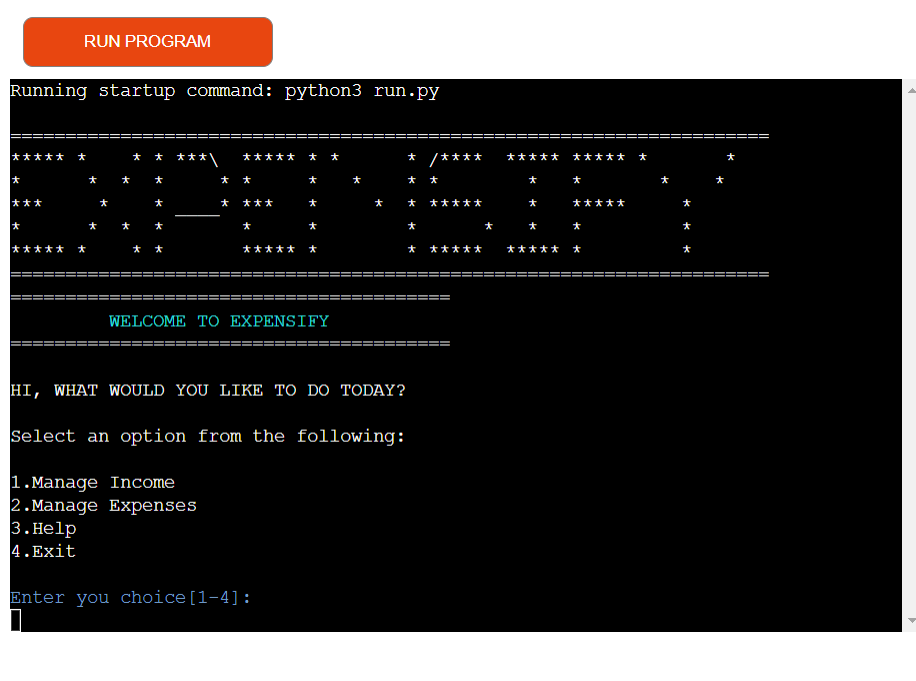 RUN PROGRAM
Running startup command: python3 run.py
=====================================================================
***** *    * * ***\  ***** * *      * /****  ***** ***** *       *
*      *  *  *     * *     *   *    * *        *   *       *    *
***     *    * ____* ***   *     *  * *****    *   *****     *
*      *  *  *       *     *        *      *   *   *         *
***** *    * *       ***** *        * *****  ***** *         *
=====================================================================
========================================
WELCOME TO EXPENSIFY
========================================
HI, WHAT WOULD YOU LIKE TO DO TODAY?
Select an option from the following:
1.Manage Income
2.Manage Expenses
3.Help
4.Exit
Enter you choice[1-4]: